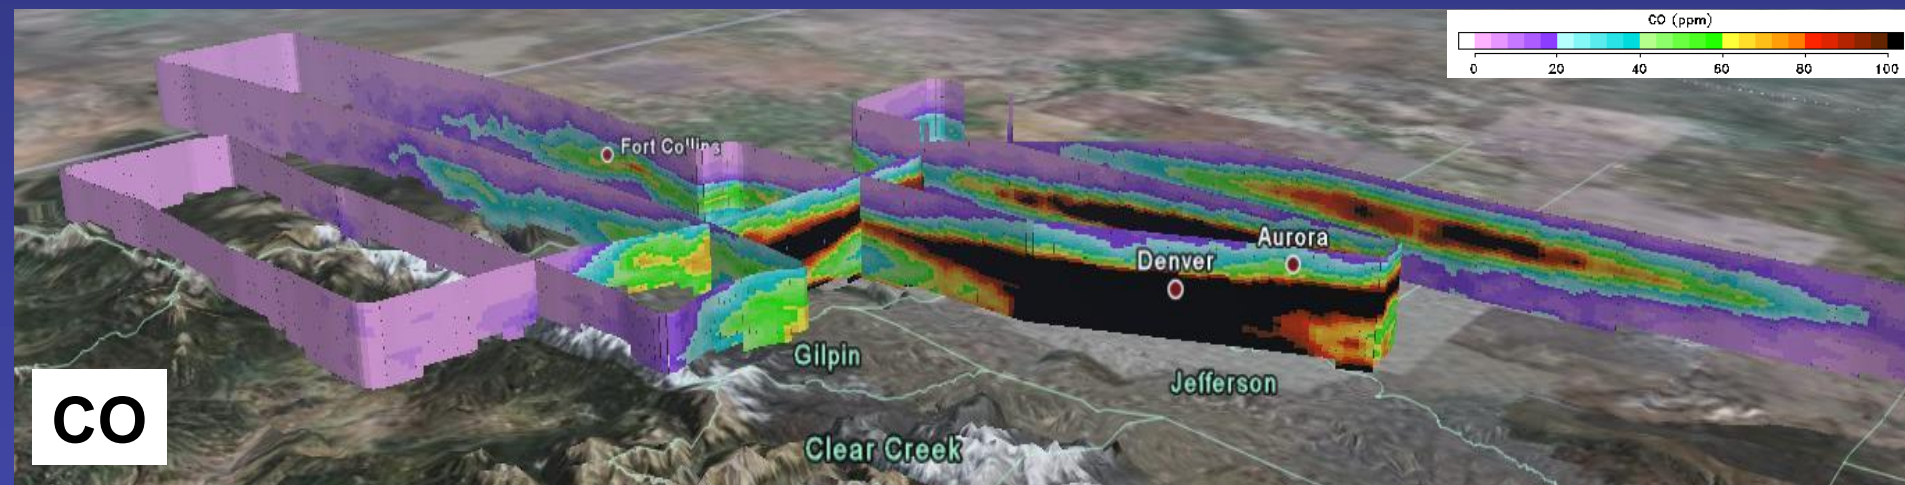 CO (ppm)
0 20 40 60 80 100
Fort Collins
Aurora
Denver
Gilpin
Jefferson
CO
Clear Creek